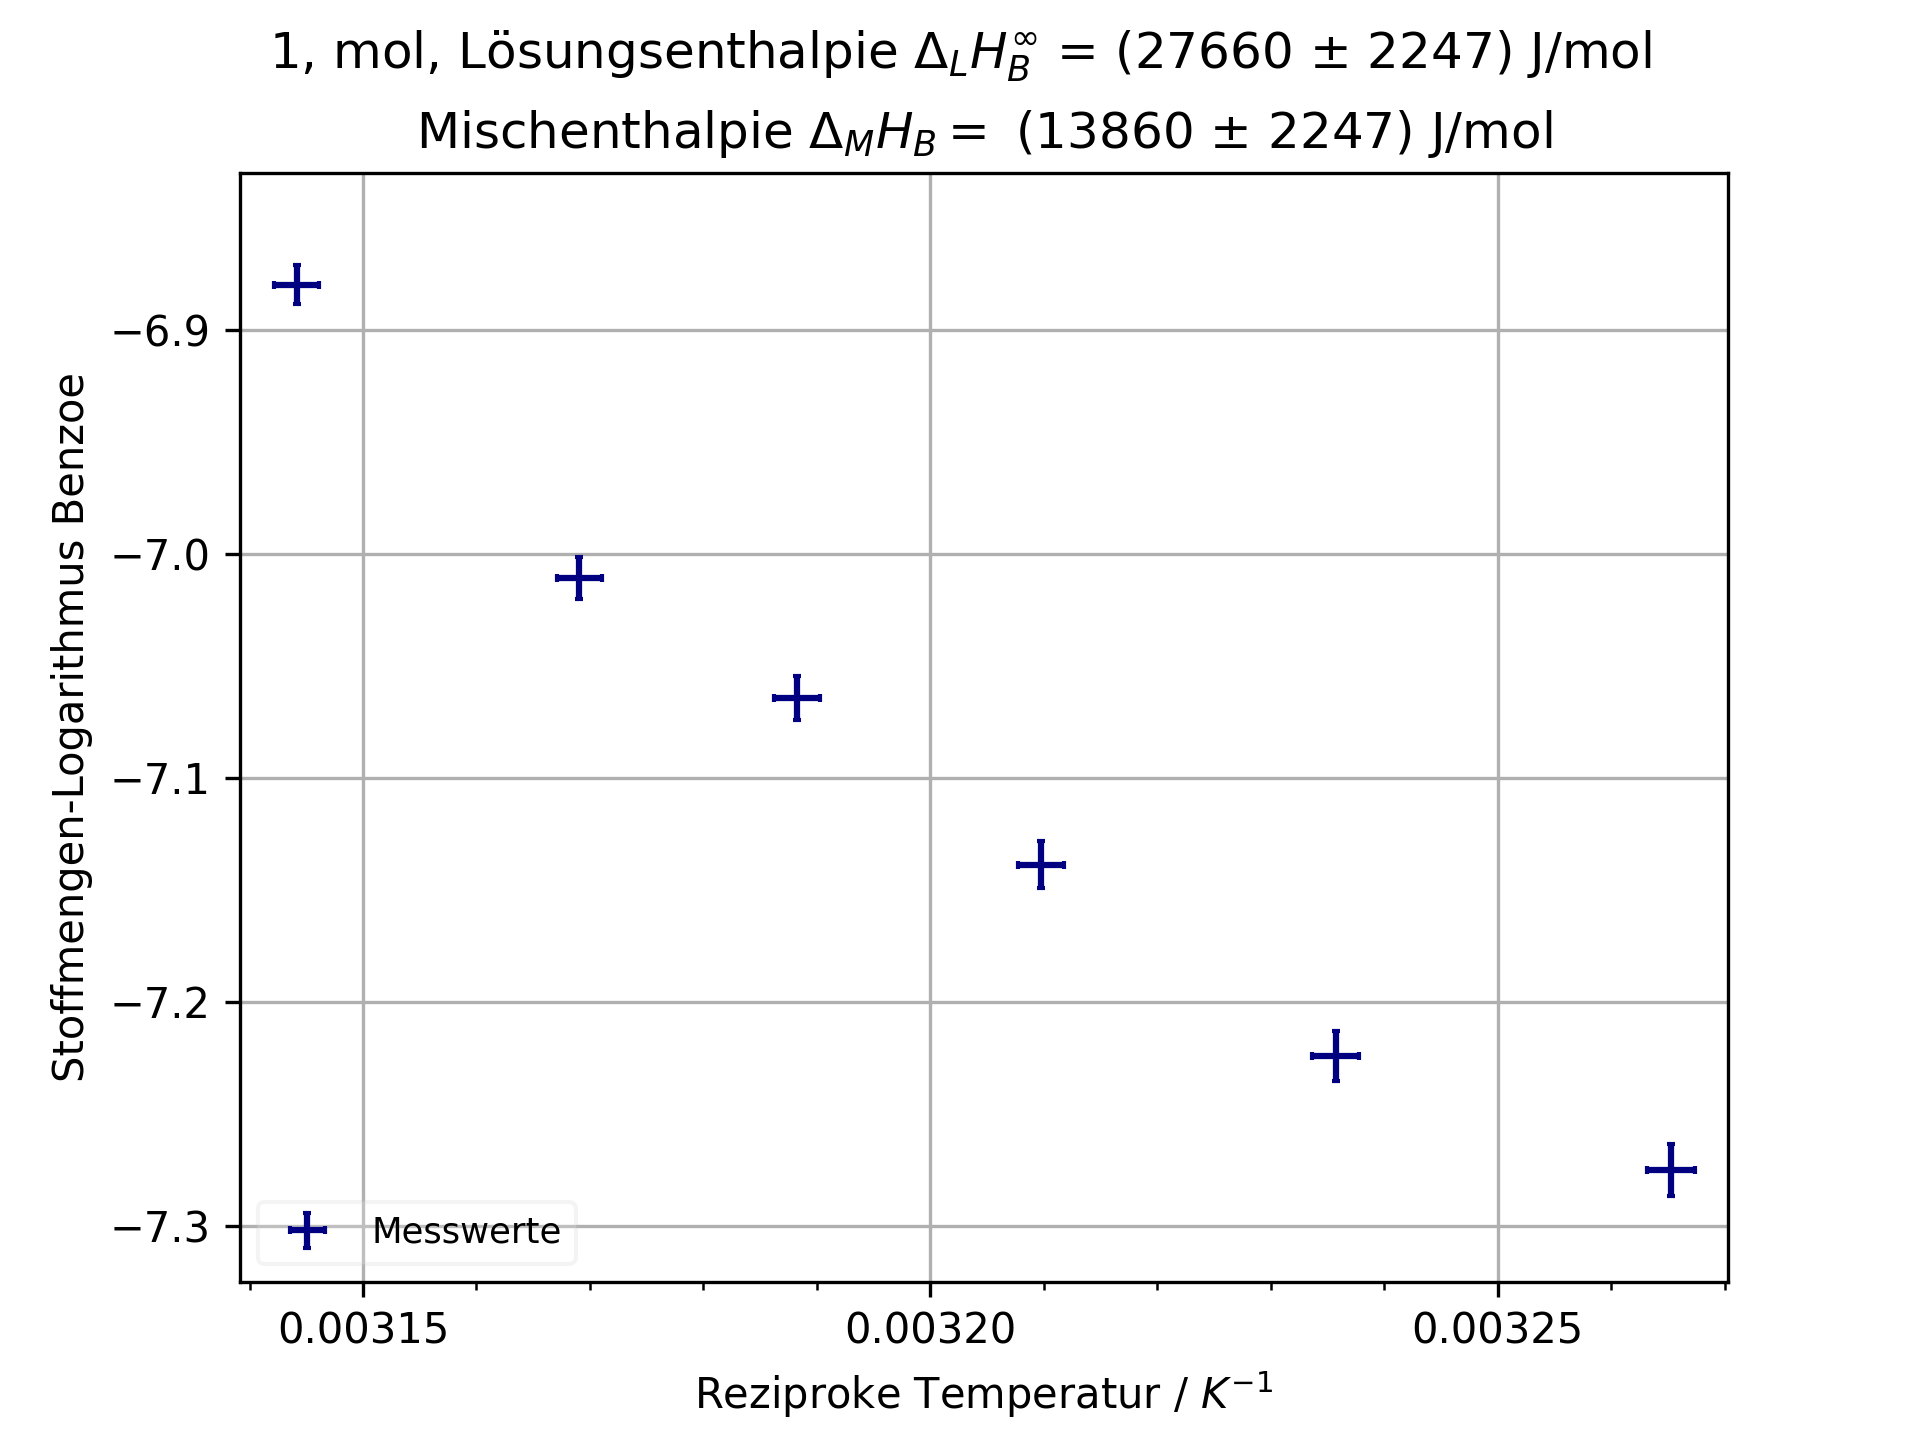 1, mol, Lösungsenthalpie Δ_L H_B^∞ = (27660 ± 2247) J/mol
Mischenthalpie Δ_M H_B = (13860 ± 2247) J/mol
Stoffmengen-Logarithmus Benzoe
−6.9
−7.0
−7.1
−7.2
−7.3
Messwerte
0.00315 0.00320 0.00325
Reziproke Temperatur / K⁻¹